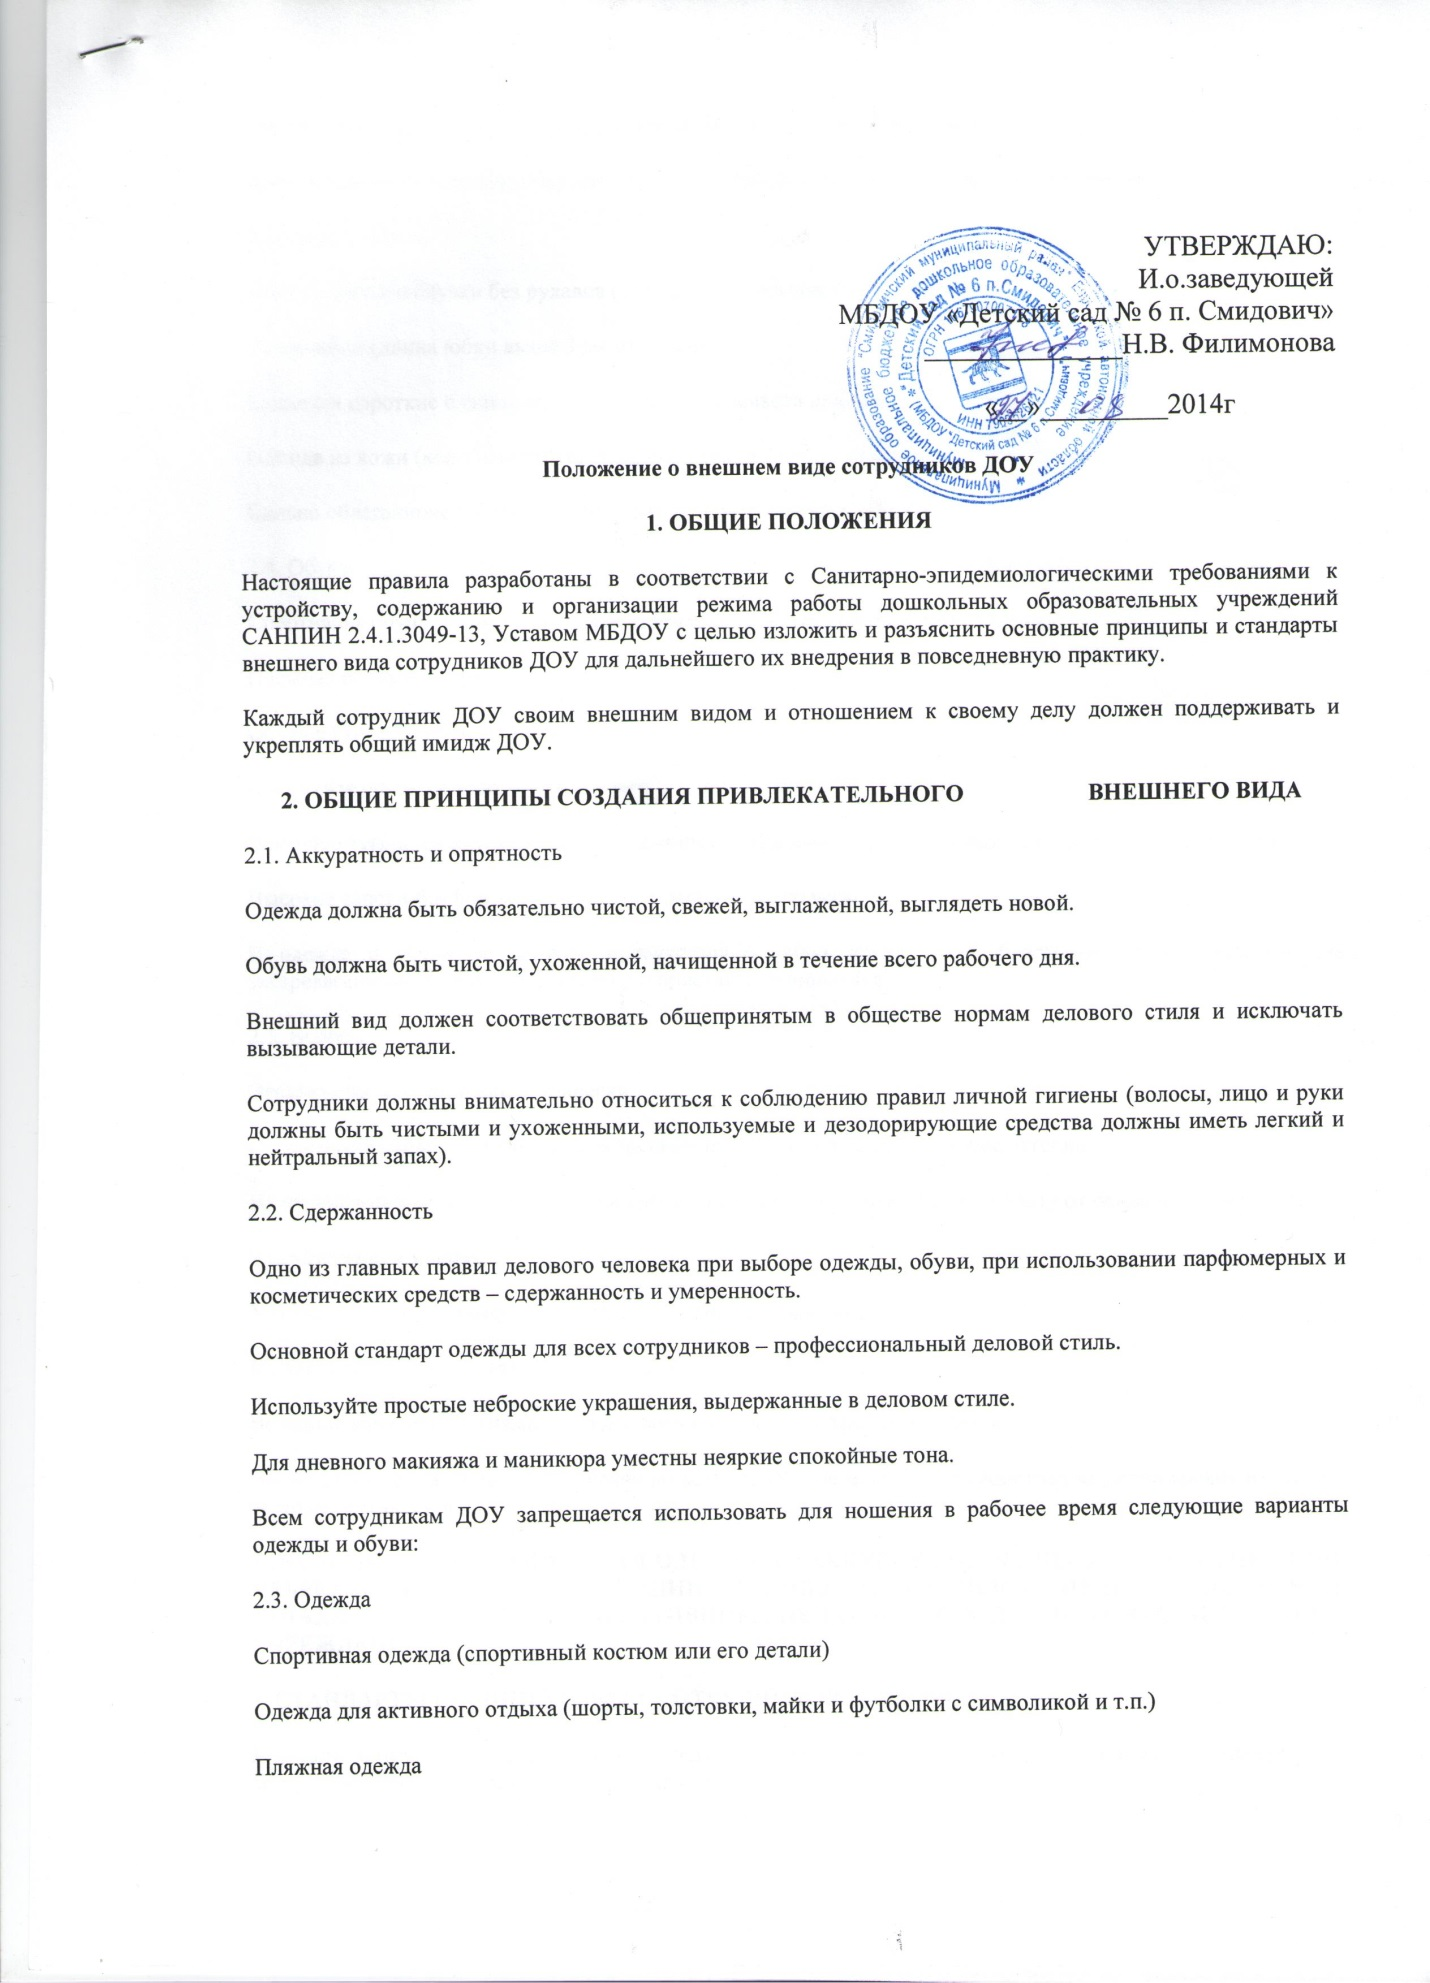 УТВЕРЖДАЮ:
И.о.заведующей
МБДОУ «Детский сад № 6 п. Смидович»
Н.В. Филимонова
« » 2014г
Положение о внешнем виде сотрудников ДОУ
1. ОБЩИЕ ПОЛОЖЕНИЯ
Настоящие правила разработаны в соответствии с Санитарно-эпидемиологическими требованиями к
устройству, содержанию и организации режима работы дошкольных образовательных учреждений
САНПИН 2.4.1.3049-13, Уставом МБДОУ с целью изложить и разъяснить основные принципы и стандарты
внешнего вида сотрудников ДОУ для дальнейшего их внедрения в повседневную практику.
Каждый сотрудник ДОУ своим внешним видом и отношением к своему делу должен поддерживать и
укреплять общий имидж ДОУ.
2. ОБЩИЕ ПРИНЦИПЫ СОЗДАНИЯ ПРИВЛЕКАТЕЛЬНОГО ВНЕШНЕГО ВИДА
2.1. Аккуратность и опрятность
Одежда должна быть обязательно чистой, свежей, выглаженной, выглядеть новой.
Обувь должна быть чистой, ухоженной, начищенной в течение всего рабочего дня.
Внешний вид должен соответствовать общепринятым в обществе нормам делового стиля и исключать
вызывающие детали.
Сотрудники должны внимательно относиться к соблюдению правил личной гигиены (волосы, лицо и руки
должны быть чистыми и ухоженными, используемые и дезодорирующие средства должны иметь легкий и
нейтральный запах).
2.2. Сдержанность
Одно из главных правил делового человека при выборе одежды, обуви, при использовании парфюмерных и
косметических средств – сдержанность и умеренность.
Основной стандарт одежды для всех сотрудников – профессиональный деловой стиль.
Используйте простые неброские украшения, выдержанные в деловом стиле.
Для дневного макияжа и маникюра уместны неяркие спокойные тона.
Всем сотрудникам ДОУ запрещается использовать для ношения в рабочее время следующие варианты
одежды и обуви:
2.3. Одежда
Спортивная одежда (спортивный костюм или его детали)
Одежда для активного отдыха (шорты, толстовки, майки и футболки с символикой и т.п.)
Пляжная одежда